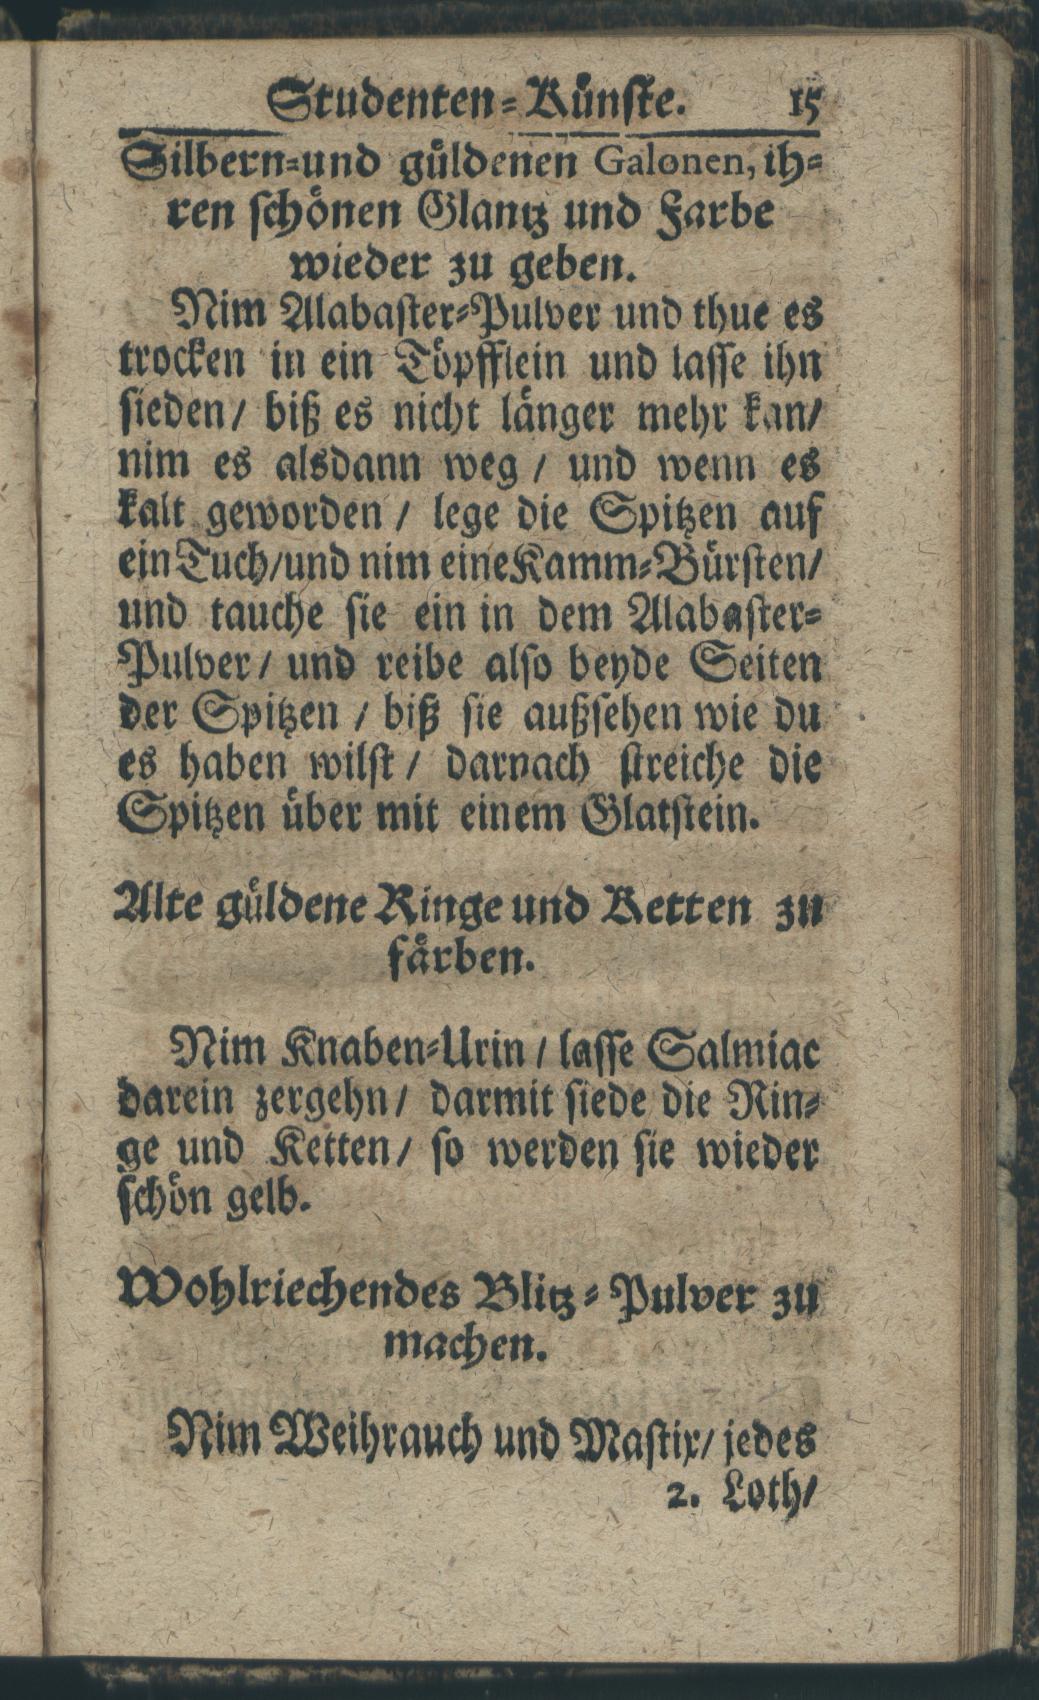 Studenten-Künste. 15
Silbern-und güldenen Galonen, ih-
ren schönen Glantz und Farbe
wieder zu geben.
Nim Alabaster-Pulver und thue es
trocken in ein Töpfflein und lasse ihn
sieden/ biß es nicht länger mehr kan/
nim es alsdann weg / und wenn es
kalt geworden / lege die Spitzen auf
ein Tuch/und nim eine Kamm-Bürsten/
und tauche sie ein in dem Alabaster-
Pulver/ und reibe also beyde Seiten
der Spitzen / biß sie außsehen wie du
es haben wilst / darnach streiche die
Spitzen über mit einem Glatstein.
Alte güldene Ringe und Ketten zu
färben.
Nim Knaben-Urin / lasse Salmiac
darein zergehn/ darmit siede die Rin-
ge und Ketten/ so werden sie wieder
schön gelb.
Wohlriechendes Blitz-Pulver zu
machen.
Nim Weihrauch und Mastix/ jedes
2. Loth/